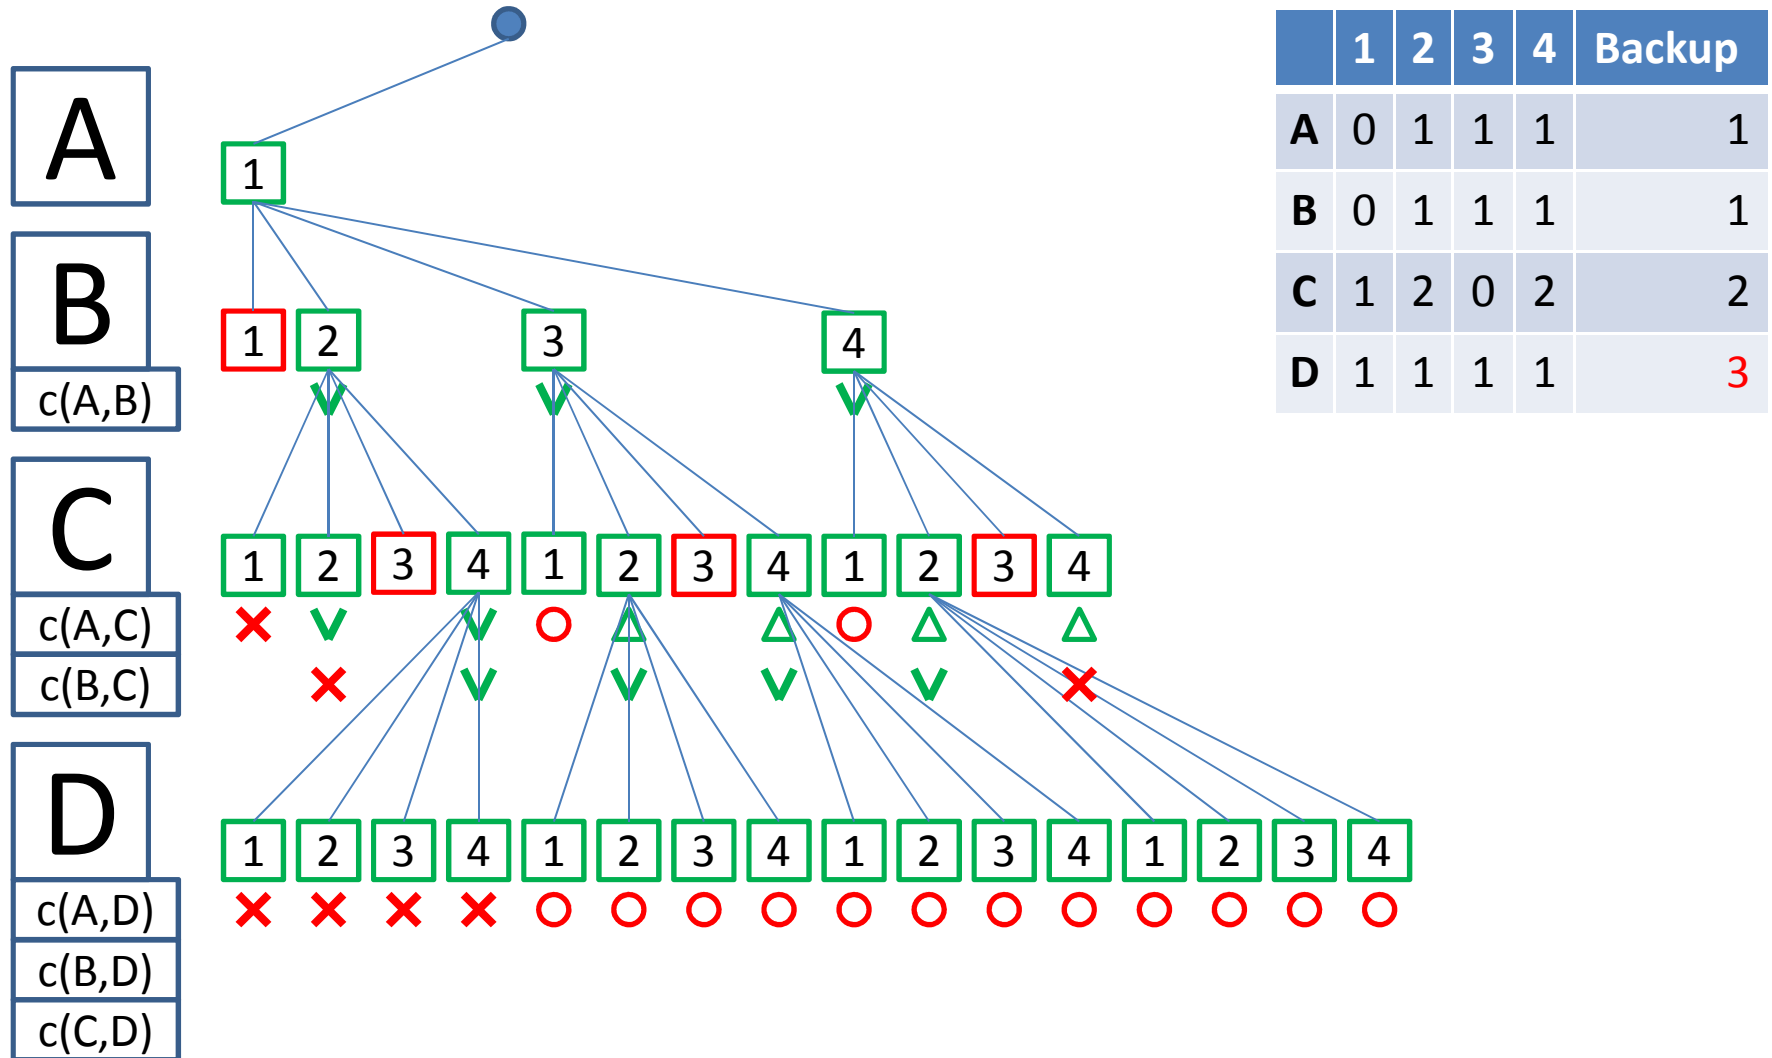 1 2 3 4 Backup
A 0 1 1 1 1
B 0 1 1 1 1
C 1 2 0 2 2
D 1 1 1 1 3
A
1
B
1 2 3 4
c(A,B)
C
1 2 3 4 1 2 3 4 1 2 3 4
c(A,C)
c(B,C)
D
1 2 3 4 1 2 3 4 1 2 3 4 1 2 3 4
c(A,D)
c(B,D)
c(C,D)